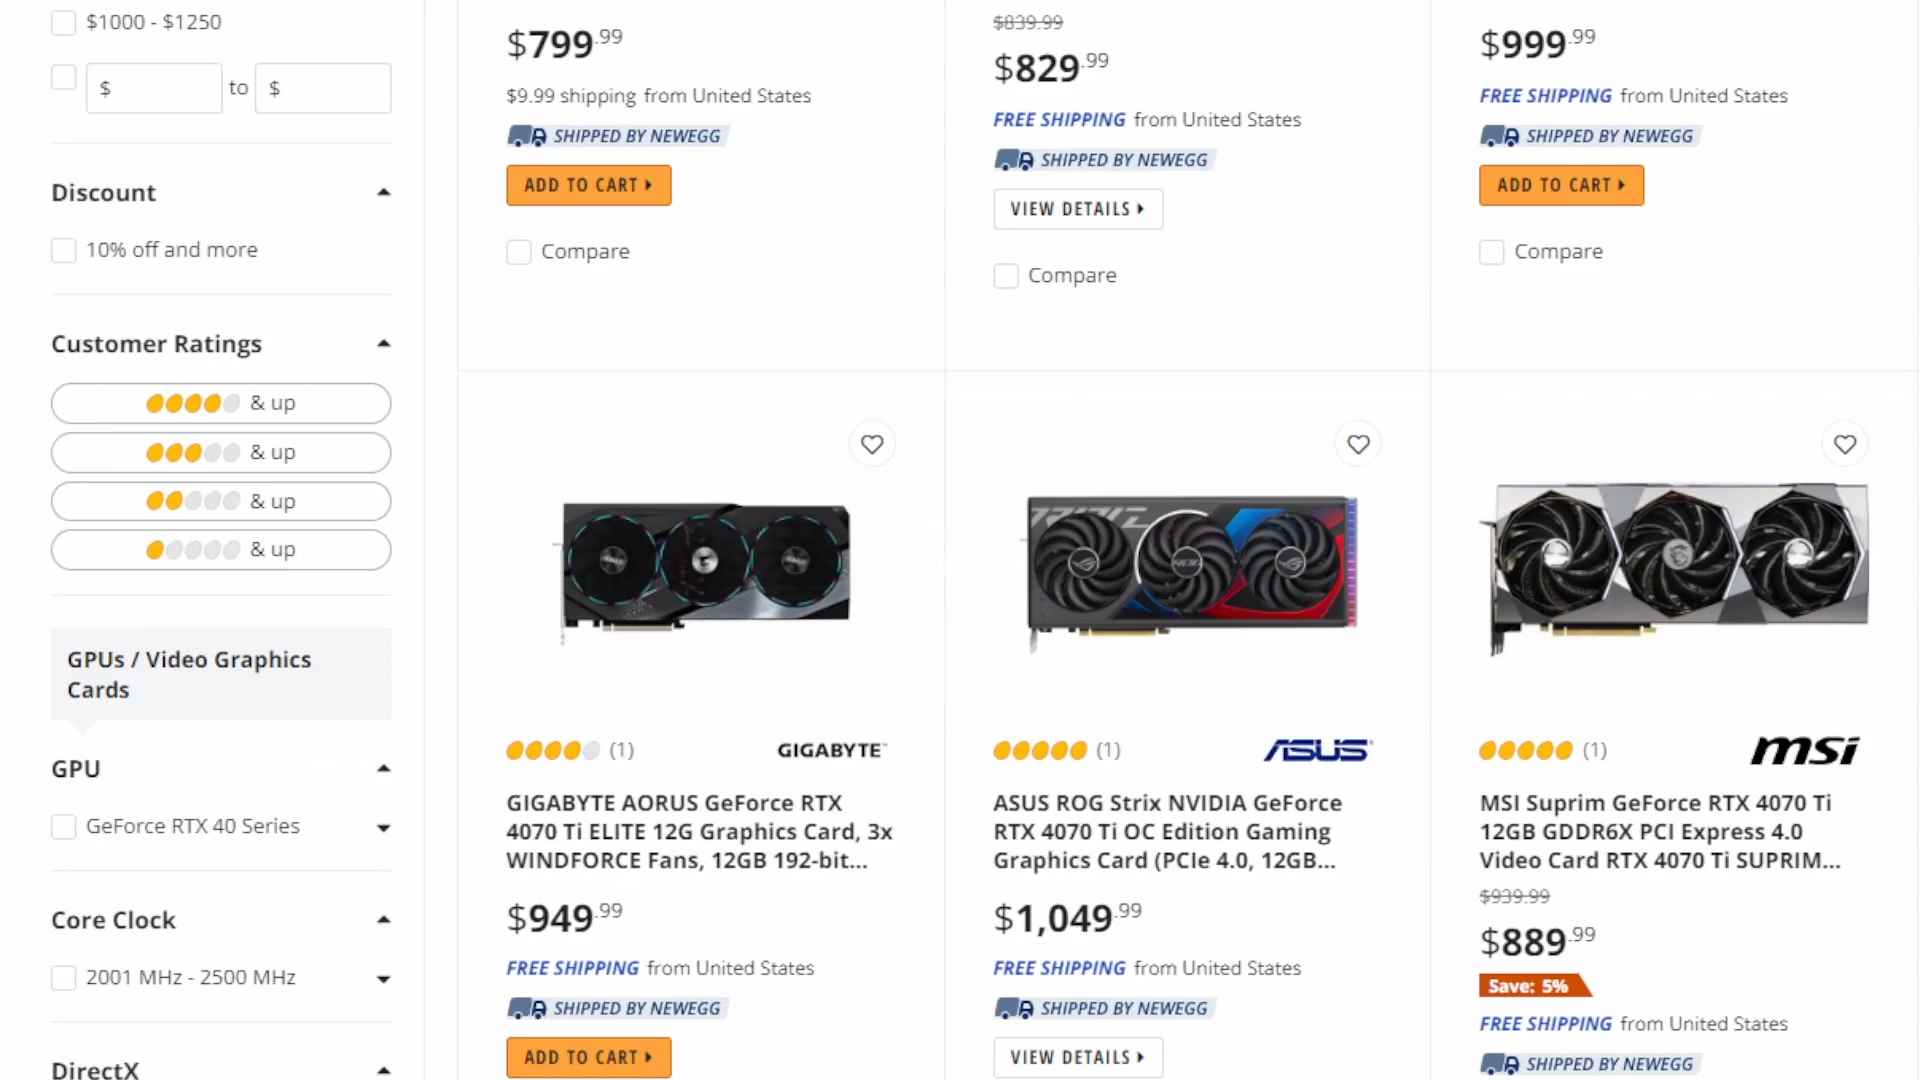 $1000 - $1250
$ to $
Discount
10% off and more
Customer Ratings
& up
& up
& up
& up
GPUs / Video Graphics
Cards
GPU
GeForce RTX 40 Series
Core Clock
2001 MHz - 2500 MHz
DirectX
$799.99
$9.99 shipping from United States
SHIPPED BY NEWEGG
ADD TO CART
Compare
$839.99
$829.99
FREE SHIPPING from United States
SHIPPED BY NEWEGG
VIEW DETAILS
Compare
$999.99
FREE SHIPPING from United States
SHIPPED BY NEWEGG
ADD TO CART
Compare
(1) GIGABYTE
GIGABYTE AORUS GeForce RTX
4070 Ti ELITE 12G Graphics Card, 3x
WINDFORCE Fans, 12GB 192-bit...
$949.99
FREE SHIPPING from United States
SHIPPED BY NEWEGG
ADD TO CART
(1) ASUS
ASUS ROG Strix NVIDIA GeForce
RTX 4070 Ti OC Edition Gaming
Graphics Card (PCIe 4.0, 12GB...
$1,049.99
FREE SHIPPING from United States
SHIPPED BY NEWEGG
VIEW DETAILS
(1) msi
MSI Suprim GeForce RTX 4070 Ti
12GB GDDR6X PCI Express 4.0
Video Card RTX 4070 Ti SUPRIM...
$939.99
$889.99
Save: 5%
FREE SHIPPING from United States
SHIPPED BY NEWEGG